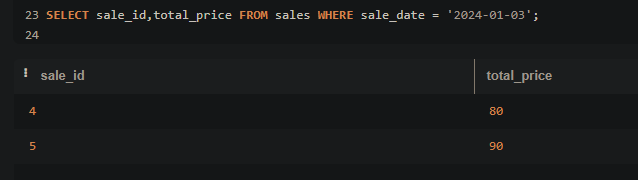 23 SELECT sale_id,total_price FROM sales WHERE sale_date = '2024-01-03';
24
sale_id total_price
4 80
5 90